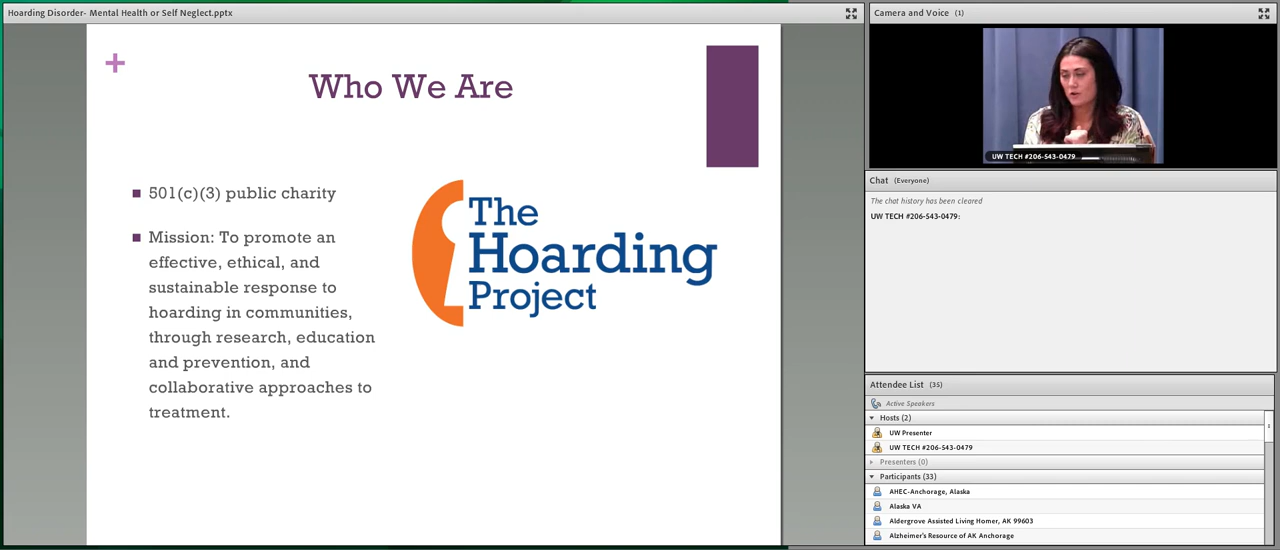 Hoarding Disorder- Mental Health or Self Neglect.pptx
+
Who We Are
501(c)(3) public charity
Mission: To promote an
effective, ethical, and
sustainable response to
hoarding in communities,
through research, education
and prevention, and
collaborative approaches to
treatment.
The
Hoarding
Project
Camera and Voice (1)
UW TECH #206-543-0479
Chat (Everyone)
The chat history has been cleared
UW TECH #206-543-0479:
Attendee List (35)
Active Speakers
Hosts (2)
UW Presenter
UW TECH #206-543-0479
Presenters (0)
Participants (33)
AHEC-Anchorage, Alaska
Alaska VA
Aldergrove Assisted Living Homer, AK 99603
Alzheimer's Resource of AK Anchorage